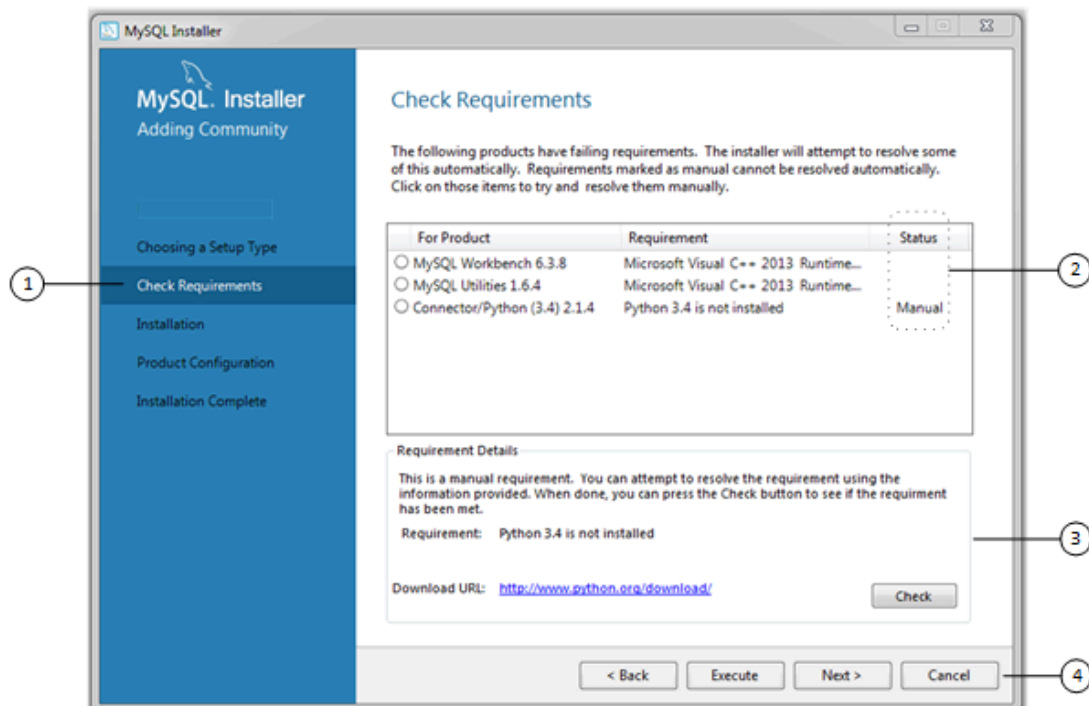 MySQL Installer
MySQL. Installer
Adding Community
Choosing a Setup Type
Check Requirements
Installation
Product Configuration
Installation Complete
Check Requirements
The following products have failing requirements. The installer will attempt to resolve some
of this automatically. Requirements marked as manual cannot be resolved automatically.
Click on those items to try and resolve them manually.
For Product Requirement Status
MySQL Workbench 6.3.8 Microsoft Visual C++ 2013 Runtime...
MySQL Utilities 1.6.4 Microsoft Visual C++ 2013 Runtime...
Connector/Python (3.4) 2.1.4 Python 3.4 is not installed Manual
Requirement Details
This is a manual requirement. You can attempt to resolve the requirement using the
information provided. When done, you can press the Check button to see if the requirment
has been met.
Requirement: Python 3.4 is not installed
Download URL: http://www.python.org/download/
Check
< Back Execute Next > Cancel
1
2
3
4